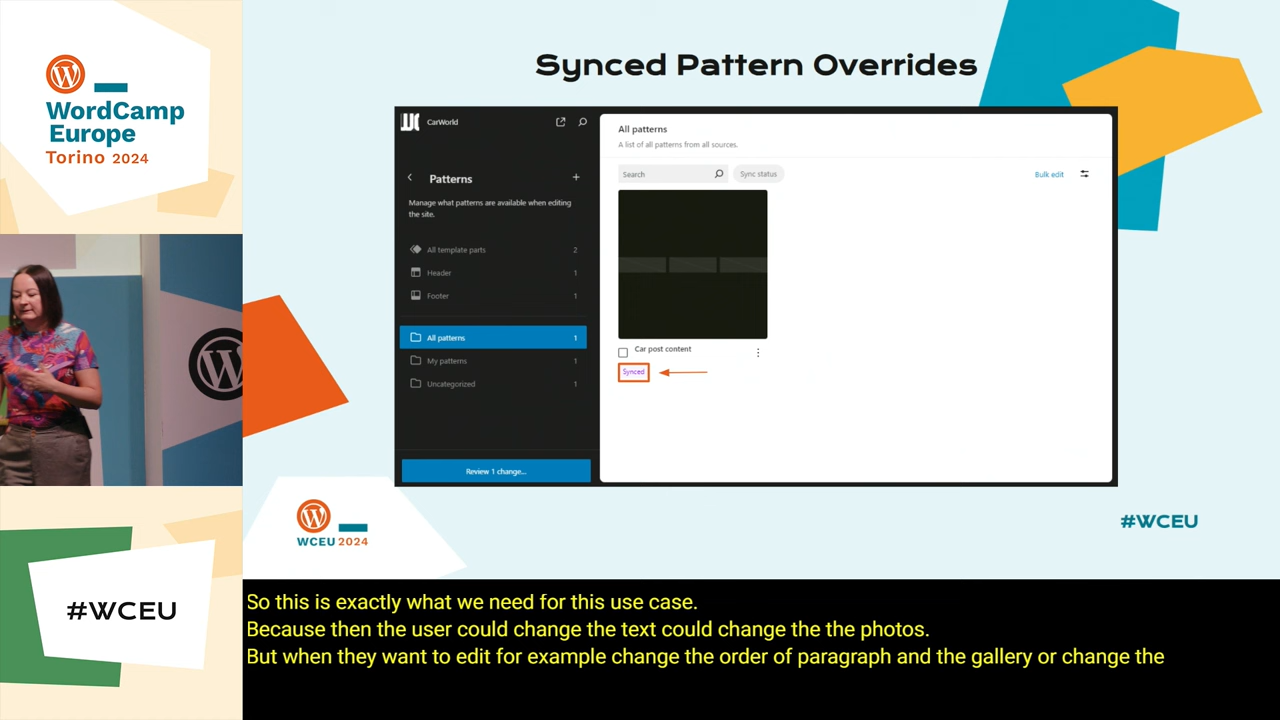 WordCamp
Europe
Torino 2024
Synced Pattern Overrides
CarWorld
Patterns
Manage what patterns are available when editing
the site.
All template parts 2
Header 1
Footer 1
All patterns 1
My patterns 1
Uncategorized 1
Review 1 change...
All patterns
A list of all patterns from all sources.
Search
Sync status
Bulk edit
Car post content
Synced
WCEU 2024
#WCEU
#WCEU
So this is exactly what we need for this use case.
Because then the user could change the text could change the the photos.
But when they want to edit for example change the order of paragraph and the gallery or change the